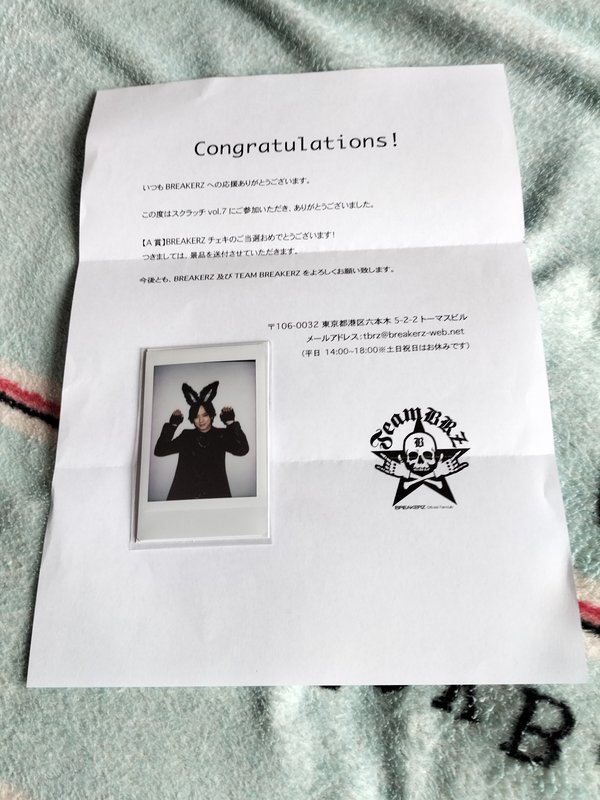 Congratulations!
いつも BREAKERZ への応援ありがとうございます。
この度はスクラッチ vol.7 にご参加いただき、ありがとうございました。
【A 賞】BREAKERZ チェキのご当選おめでとうございます！
つきましては、景品を送付させていただきます。
今後とも、BREAKERZ 及び TEAM BREAKERZ をよろしくお願い致します。
〒106-0032 東京都港区六本木 5-2-2 トーマスビル
メールアドレス：tbrz@breakerz-web.net
（平日 14:00~18:00※土日祝日はお休みです）
TeamBRZ
B
BREAKERZ Official Fanclub